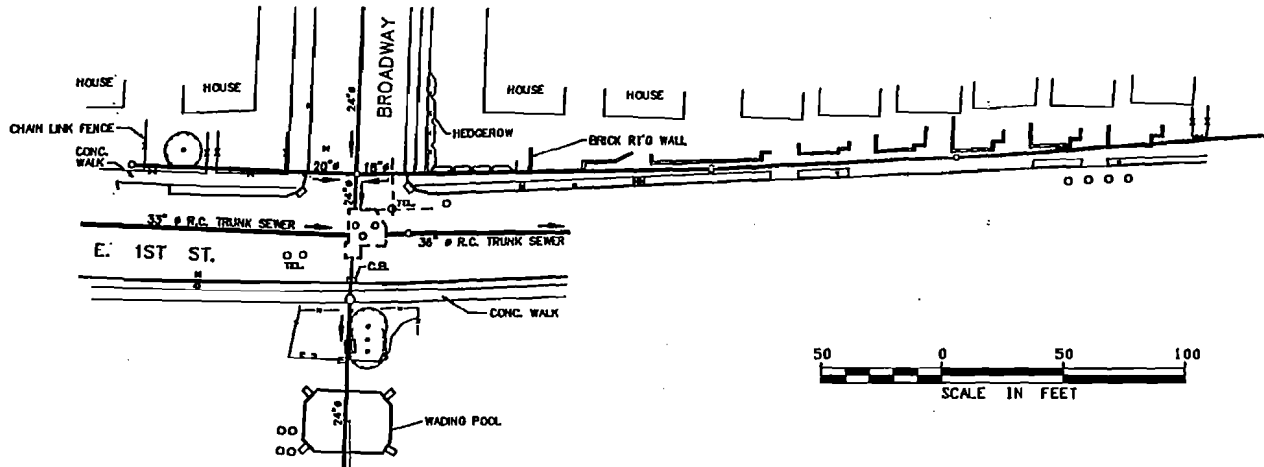 BROADWAY
HOUSE
HOUSE
HOUSE
HOUSE
24"ø
CHAIN LINK FENCE
HEDGEROW
BRICK RT'G WALL
CONC.
WALK
20"ø
18"ø
24"ø
TEL.
33" ø R.C. TRUNK SEWER
36" ø R.C. TRUNK SEWER
E. 1ST ST.
TEL.
C.B.
CONC. WALK
50 0 50 100
SCALE IN FEET
24"ø
WADING POOL